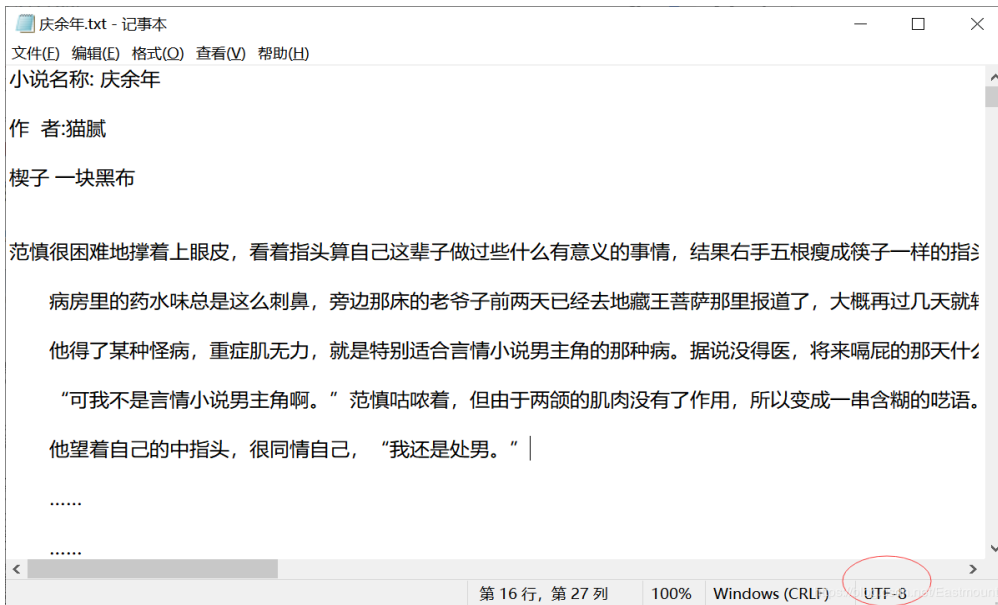 庆余年.txt - 记事本
文件(F) 编辑(E) 格式(O) 查看(V) 帮助(H)
小说名称: 庆余年
作  者:猫腻
楔子 一块黑布
范慎很困难地撑着上眼皮，看着指头算自己这辈子做过些什么有意义的事情，结果右手五根瘦成筷子一样的指
病房里的药水味总是这么刺鼻，旁边那床的老爷子前两天已经去地藏王菩萨那里报道了，大概再过几天就
他得了某种怪病，重症肌无力，就是特别适合言情小说男主角的那种病。据说没得医，将来嗝屁的那天什
“可我不是言情小说男主角啊。”范慎咕哝着，但由于两颌的肌肉没有了作用，所以变成一串含糊的呓语。
他望着自己的中指头，很同情自己，“我还是处男。”
……
……
第 16 行，第 27 列 100% Windows (CRLF) UTF-8